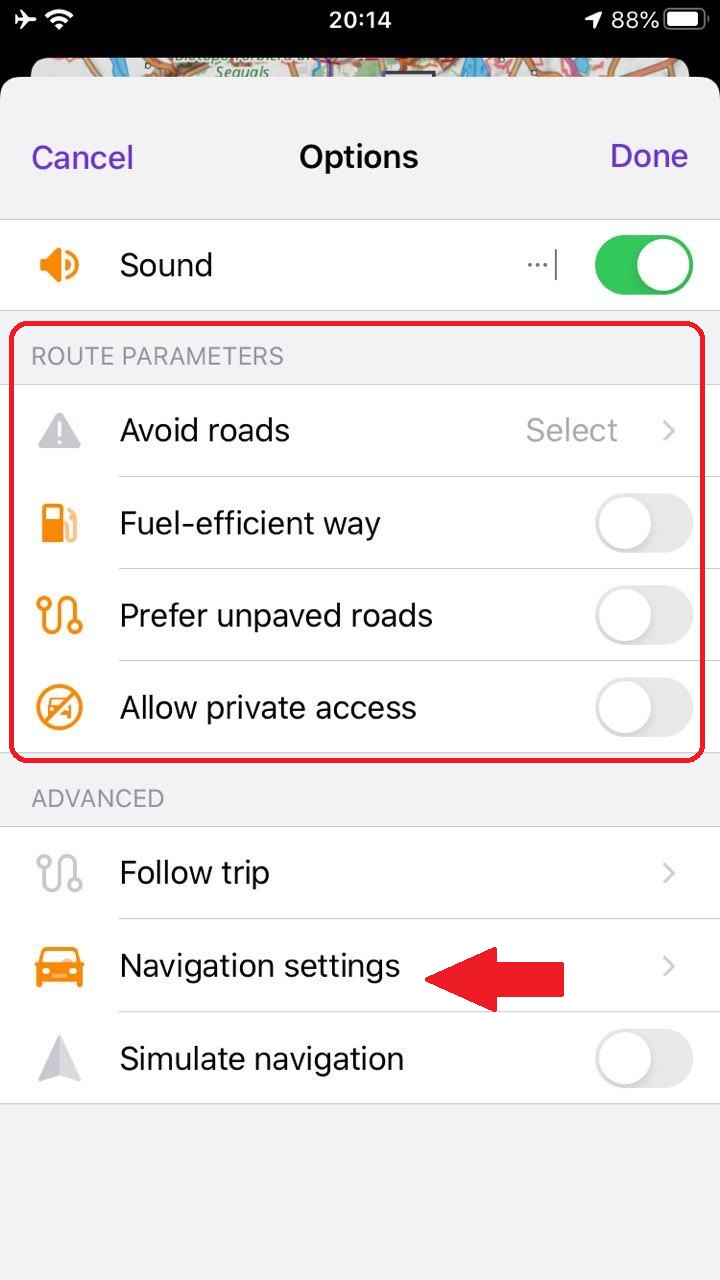 20:14
88%
Sequals
Cancel
Options
Done
Sound
ROUTE PARAMETERS
Avoid roads
Select
Fuel-efficient way
Prefer unpaved roads
Allow private access
ADVANCED
Follow trip
Navigation settings
Simulate navigation